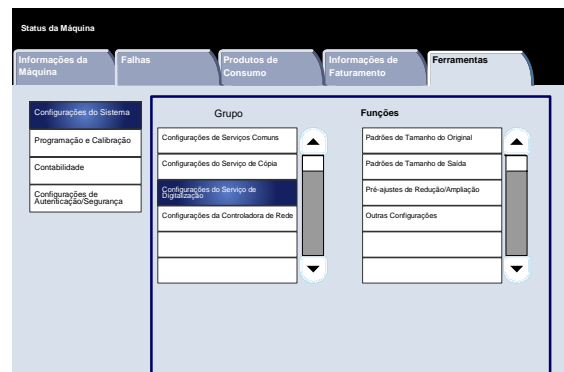 Status da Máquina
Informações da
Máquina
Falhas
Produtos de
Consumo
Informações de
Faturamento
Ferramentas
Configurações do Sistema
Programação e Calibração
Contabilidade
Configurações de
Autenticação/Segurança
Grupo
Configurações de Serviços Comuns
Configurações do Serviço de Cópia
Configurações do Serviço de
Digitalização
Configurações da Controladora de Rede
Funções
Padrões de Tamanho do Original
Padrões de Tamanho de Saída
Pré-ajustes de Redução/Ampliação
Outras Configurações